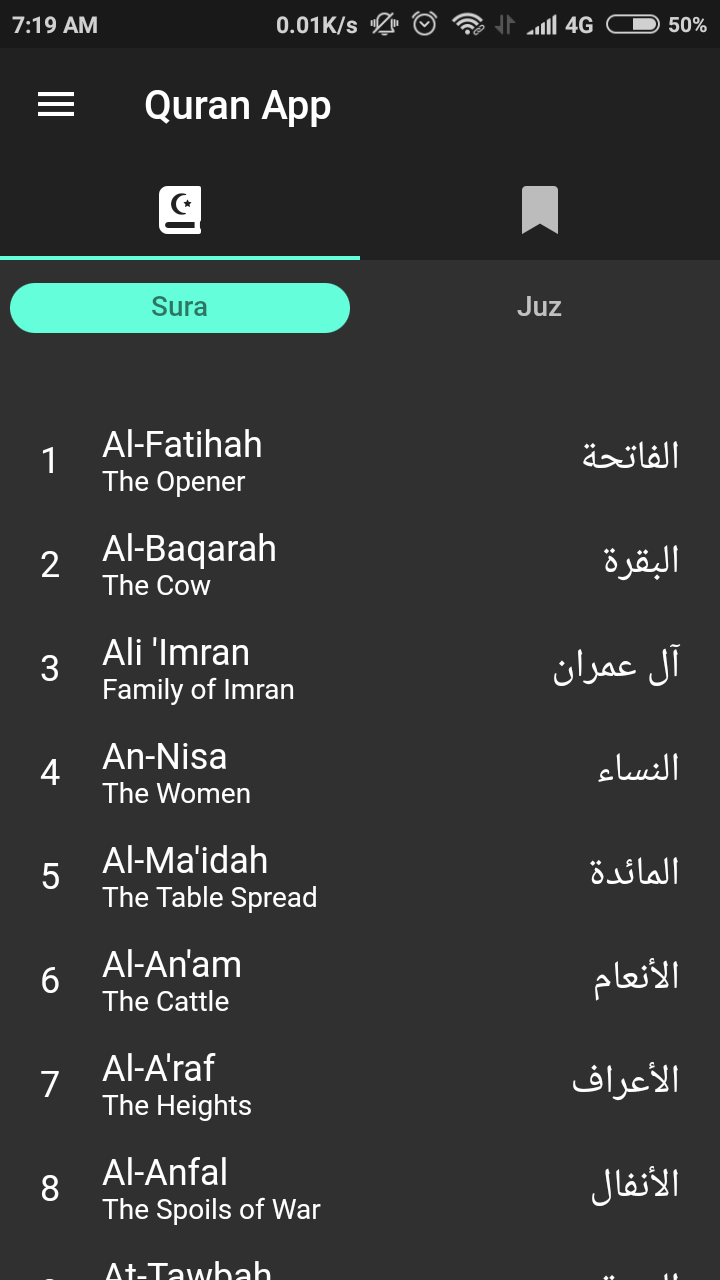 7:19 AM 0.01K/s 4G 50%
Quran App
Sura Juz
1 Al-Fatihah الفاتحة
The Opener
2 Al-Baqarah البقرة
The Cow
3 Ali 'Imran آل عمران
Family of Imran
4 An-Nisa النساء
The Women
5 Al-Ma'idah المائدة
The Table Spread
6 Al-An'am الأنعام
The Cattle
7 Al-A'raf الأعراف
The Heights
8 Al-Anfal الأنفال
The Spoils of War
At-Tawbah